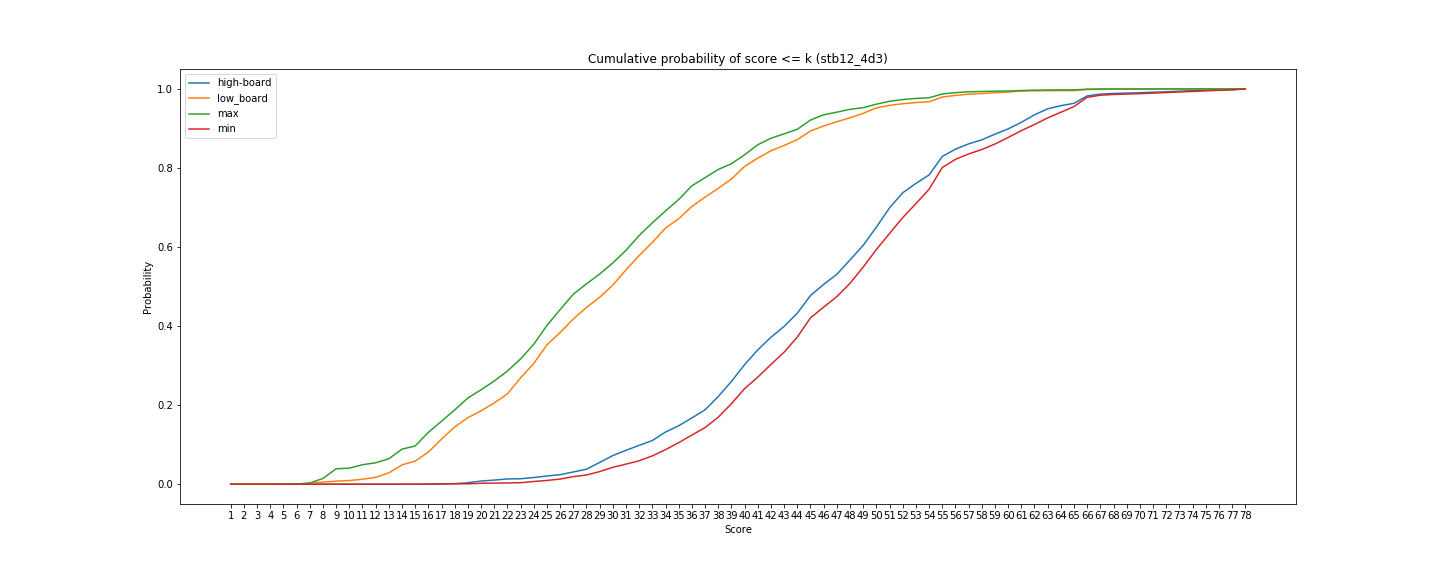 Cumulative probability of score <= k (stb12_4d3)
high-board
low_board
max
min
1.0
0.8
0.6
0.4
0.2
0.0
Probability
1 2 3 4 5 6 7 8 9 10 11 12 13 14 15 16 17 18 19 20 21 22 23 24 25 26 27 28 29 30 31 32 33 34 35 36 37 38 39 40 41 42 43 44 45 46 47 48 49 50 51 52 53 54 55 56 57 58 59 60 61 62 63 64 65 66 67 68 69 70 71 72 73 74 75 76 77 78
Score